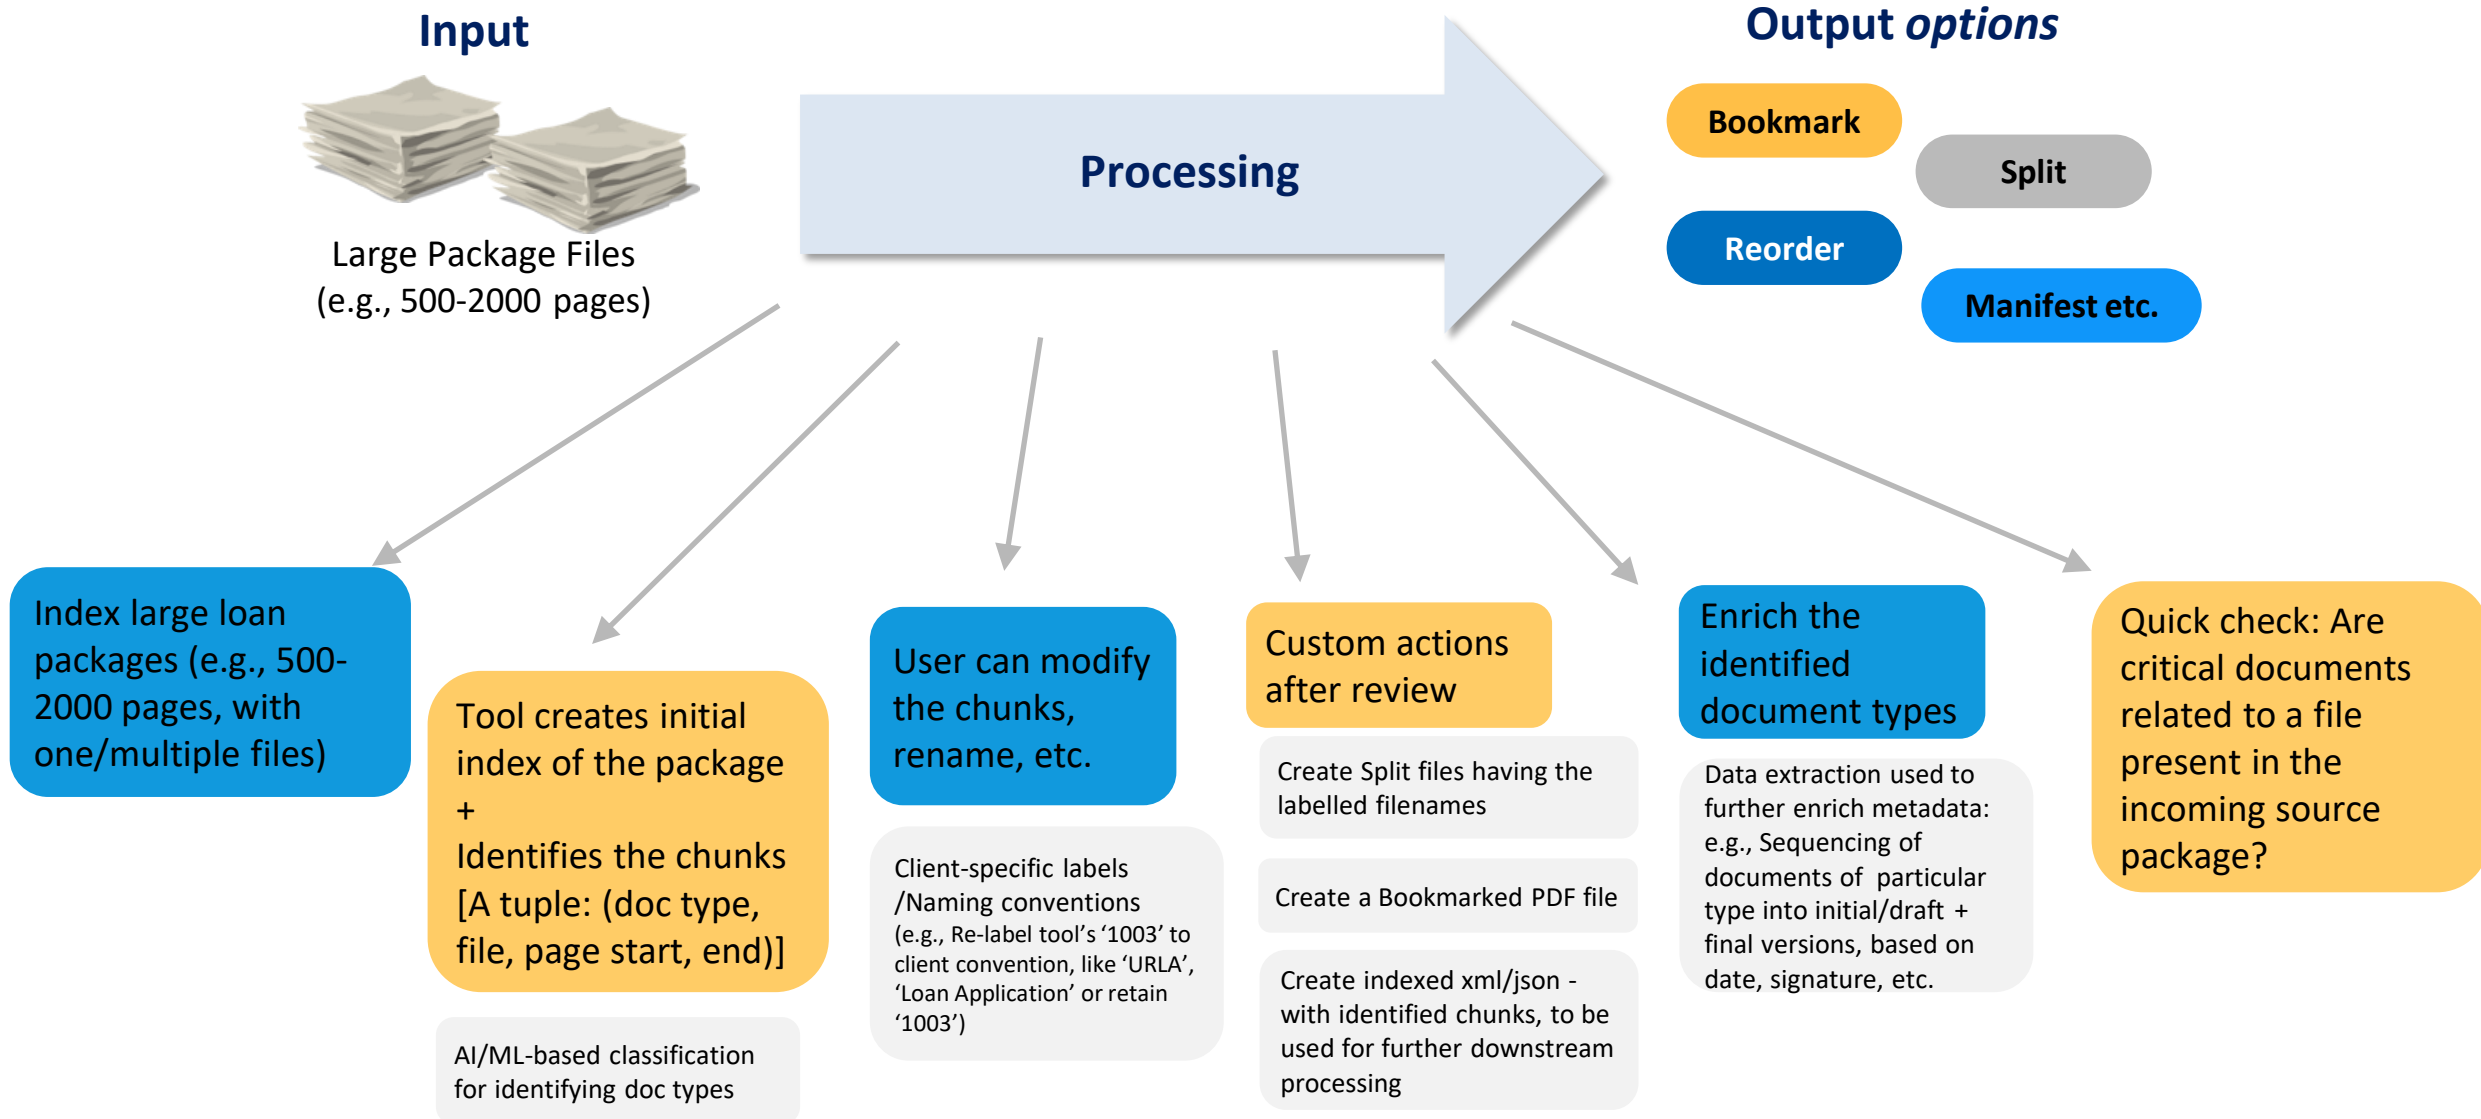 Input
Large Package Files
(e.g., 500-2000 pages)
Processing
Output options
Bookmark
Split
Reorder
Manifest etc.
Index large loan
packages (e.g., 500-
2000 pages, with
one/multiple files)
Tool creates initial
index of the package
+
Identifies the chunks
[A tuple: (doc type,
file, page start, end)]
AI/ML-based classification
for identifying doc types
User can modify
the chunks,
rename, etc.
Client-specific labels
/Naming conventions
(e.g., Re-label tool’s ‘1003’ to
client convention, like ‘URLA’,
‘Loan Application’ or retain
‘1003’)
Custom actions
after review
Create Split files having the
labelled filenames
Create a Bookmarked PDF file
Create indexed xml/json -
with identified chunks, to be
used for further downstream
processing
Enrich the
identified
document types
Data extraction used to
further enrich metadata:
e.g., Sequencing of
documents of particular
type into initial/draft +
final versions, based on
date, signature, etc.
Quick check: Are
critical documents
related to a file
present in the
incoming source
package?